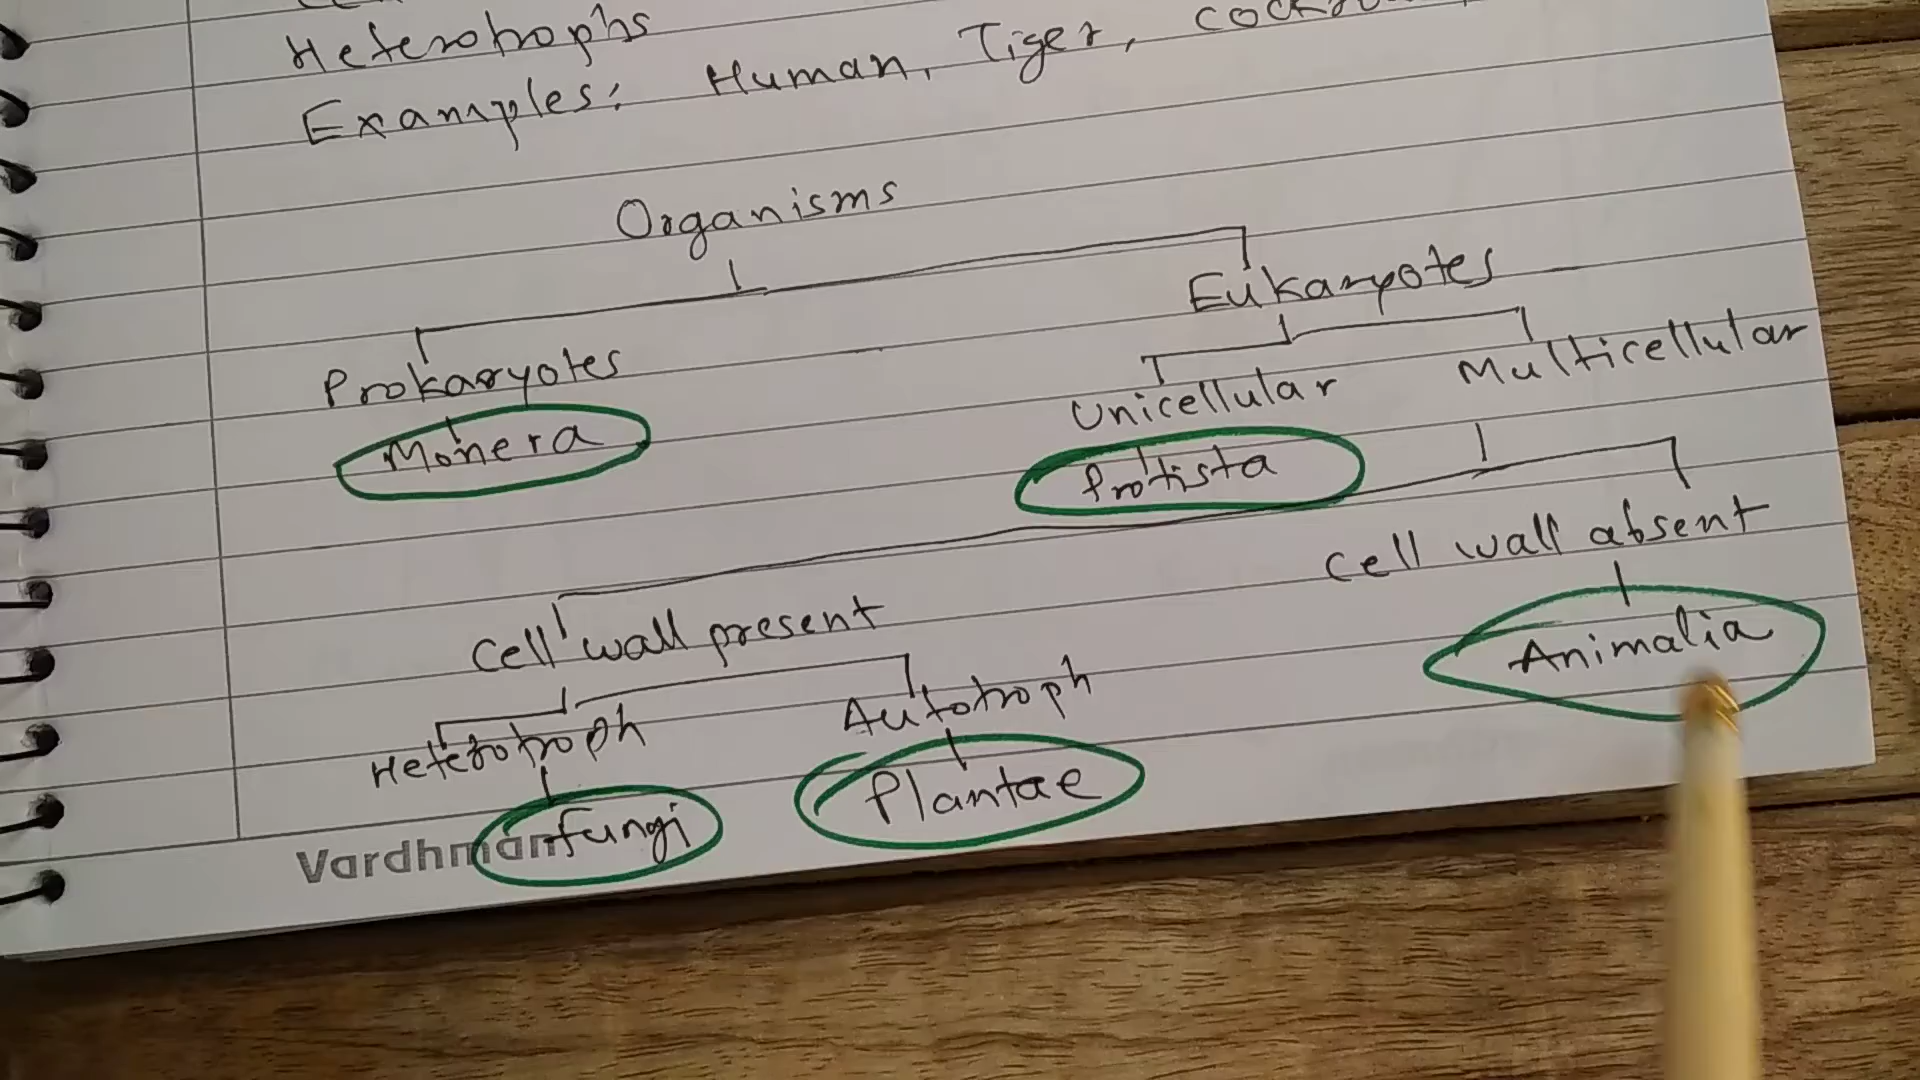 Heterotrophs
Examples: Human, Tiger,
Organisms
Prokaryotes Eukaryotes
Monera Unicellular Multicellular
Protista
Cell wall present Cell wall absent
Heterotroph Autotroph Animalia
Fungi Plantae
Vardhman